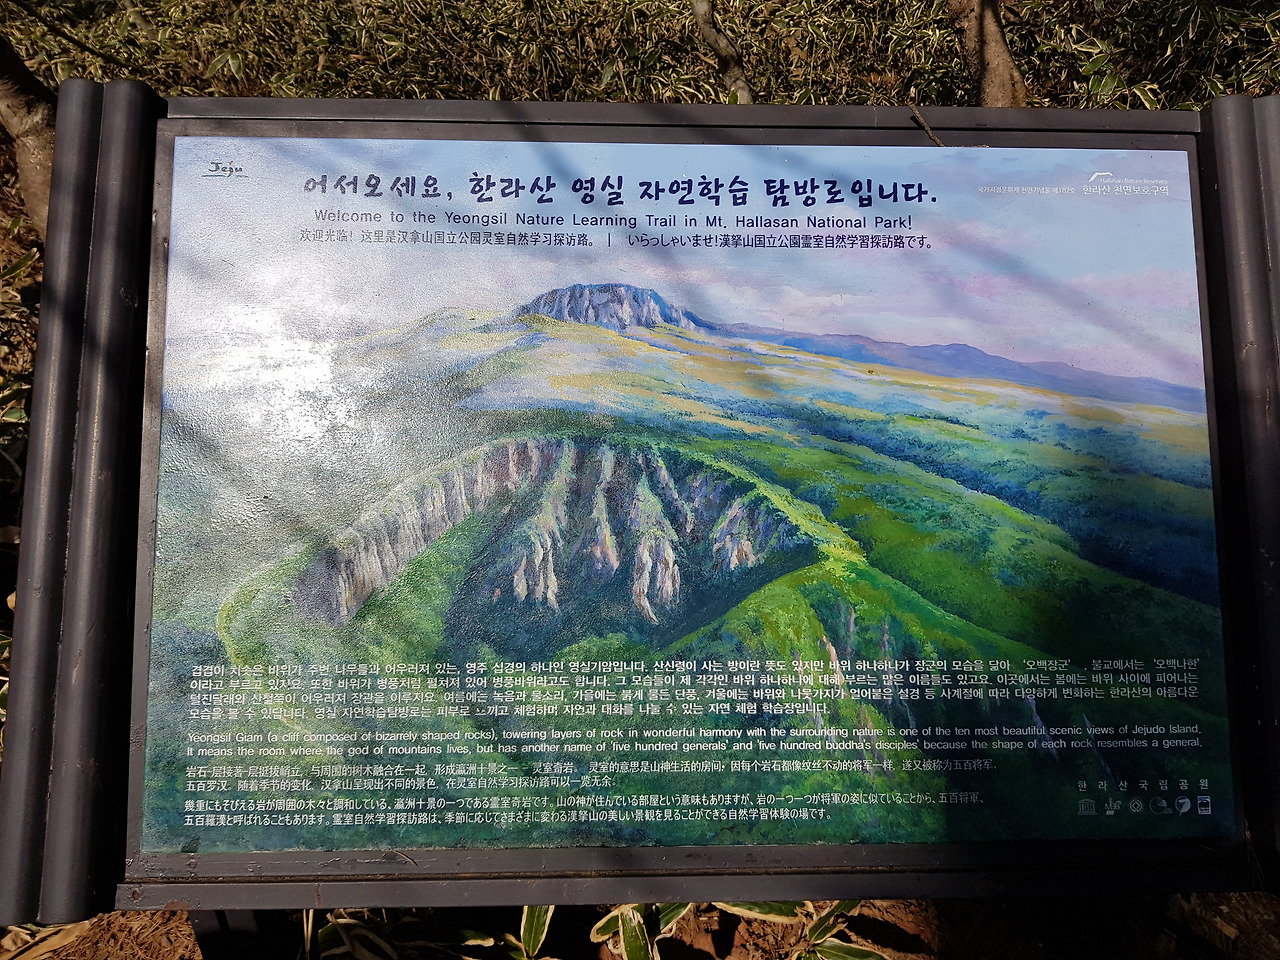 Jeju
어서오세요, 한라산 영실 자연학습 탐방로입니다.
Hallasan Nature Reserves
국가지정문화재 천연기념물 제182호 한라산 천연보호구역
Welcome to the Yeongsil Nature Learning Trail in Mt. Hallasan National Park!
欢迎光临！这里是汉拿山国立公园灵室自然学习探访路。 | いらっしゃいませ!漢拏山国立公園霊室自然学習探訪路です。
겹겹이 치솟은 바위가 주변 나무들과 어우러져 있는, 영주 십경의 하나인 영실기암입니다. 산신령이 사는 방이란 뜻도 있지만 바위 하나하나가 장군의 모습을 닮아 '오백장군' , 불교에서는 '오백나한'
이라고 부르고 있지요. 또한 바위가 병풍처럼 펼쳐져 있어 병풍바위라고도 합니다. 그 모습들이 제 각각인 바위 하나하나에 대해 부르는 많은 이름들도 있고요. 이곳에서는 봄에는 바위 사이에 피어나는
털진달래와 산철쭉이 어우러져 장관을 이루지요. 여름에는 녹음과 물소리, 가을에는 붉게 물든 단풍, 겨울에는 바위와 나뭇가지가 얼어붙은 설경 등 사계절에 따라 다양하게 변화하는 한라산의 아름다운
모습을 볼 수 있답니다. 영실 자연학습탐방로는 피부로 느끼고 체험하며 자연과 대화를 나눌 수 있는 자연 체험 학습장입니다.
Yeongsil Giam (a cliff composed of bizarrely shaped rocks), towering layers of rock in wonderful harmony with the surrounding nature is one of the ten most beautiful scenic views of Jejudo Island.
It means the room where the god of mountains lives, but has another name of 'five hundred generals' and 'five hundred buddha's disciples' because the shape of each rock resembles a general.
岩石一层接着一层挺拔峭立，与周围的树木融合在一起，形成瀛洲十景之一，灵室奇岩。 灵室的意思是山神生活的房间；因每个岩石都像纹丝不动的将军一样，遂又被称为五百将军、
五百罗汉。随着季节的变化，汉拿山呈现出不同的景色，在灵室自然学习探访路可以一览无余。
幾重にもそびえる岩が周囲の木々と調和している、瀛洲十景の一つである霊室奇岩です。山の神が住んでいる部屋という意味もありますが、岩の一つ一つが将軍の姿に似ていることから、五百将軍、
五百羅漢と呼ばれることもあります。霊室自然学習探訪路は、季節に応じてさまざまに変わる漢拏山の美しい景観を見ることができる自然学習体験の場です。
한라산국립공원